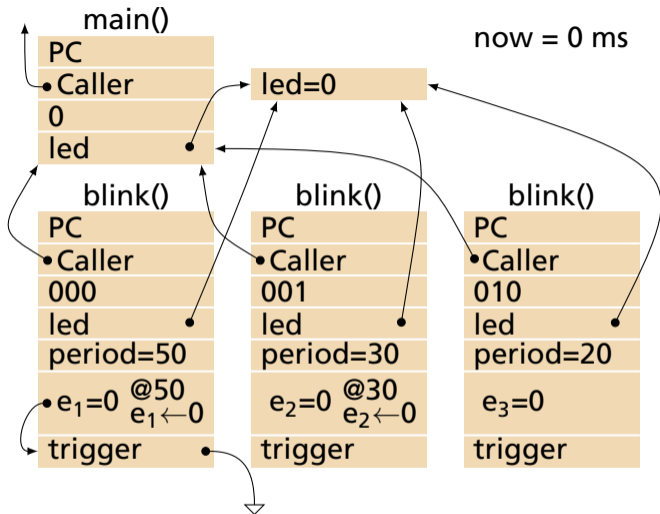 main()
PC
Caller
0
led
led=0
now = 0 ms
blink()
PC
Caller
000
led
period=50
e₁=0 @50
e₁←0
trigger
blink()
PC
Caller
001
led
period=30
e₂=0 @30
e₂←0
trigger
blink()
PC
Caller
010
led
period=20
e₃=0
trigger